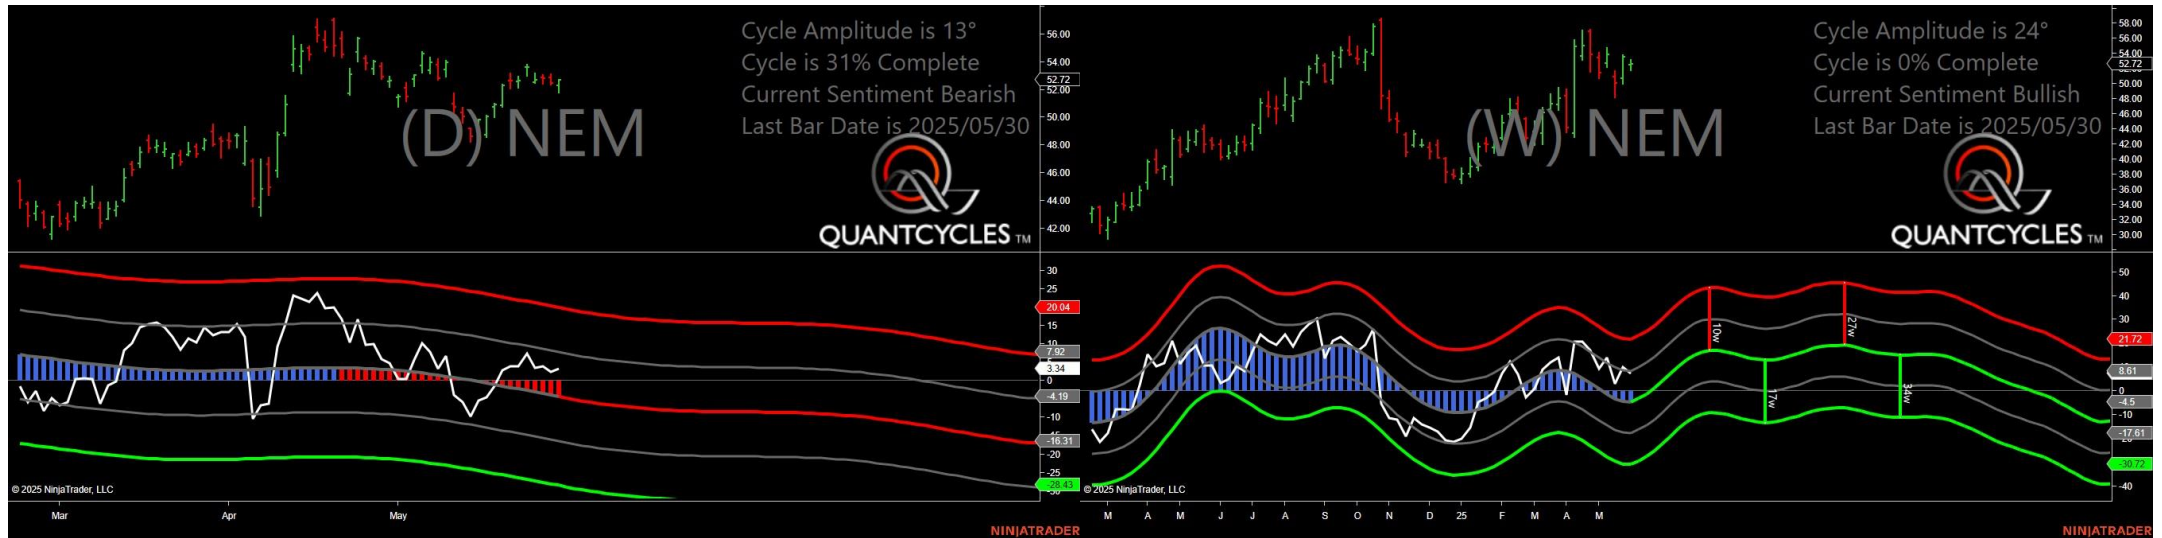 Cycle Amplitude is 13°
Cycle is 31% Complete
Current Sentiment Bearish
Last Bar Date is 2025/05/30
(D) NEM
QUANTCYCLES TM
56.00
54.00
52.72
52.00
50.00
48.00
46.00
44.00
42.00
30
25
20.04
15
10
7.92
3.34
0
-4.19
-10
-16.31
-20
-25
-28.43
-30
© 2025 NinjaTrader, LLC
Mar
Apr
May
NINJATRADER
Cycle Amplitude is 24°
Cycle is 0% Complete
Current Sentiment Bullish
Last Bar Date is 2025/05/30
(W) NEM
QUANTCYCLES TM
58.00
56.00
54.00
52.72
52.00
50.00
48.00
46.00
44.00
42.00
40.00
38.00
36.00
34.00
32.00
30.00
10w
17w
27w
34w
50
40
30
21.72
8.61
0
-4.5
-10
-17.61
-30.72
-40
© 2025 NinjaTrader, LLC
M
A
M
J
J
A
S
O
N
D
25
F
M
A
M
NINJATRADER